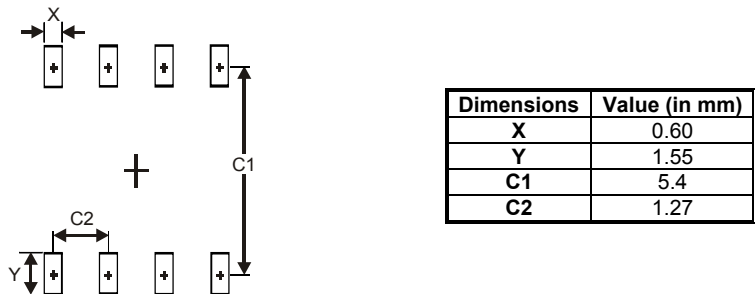 X
C1
C2
Y
Dimensions Value (in mm)
X 0.60
Y 1.55
C1 5.4
C2 1.27